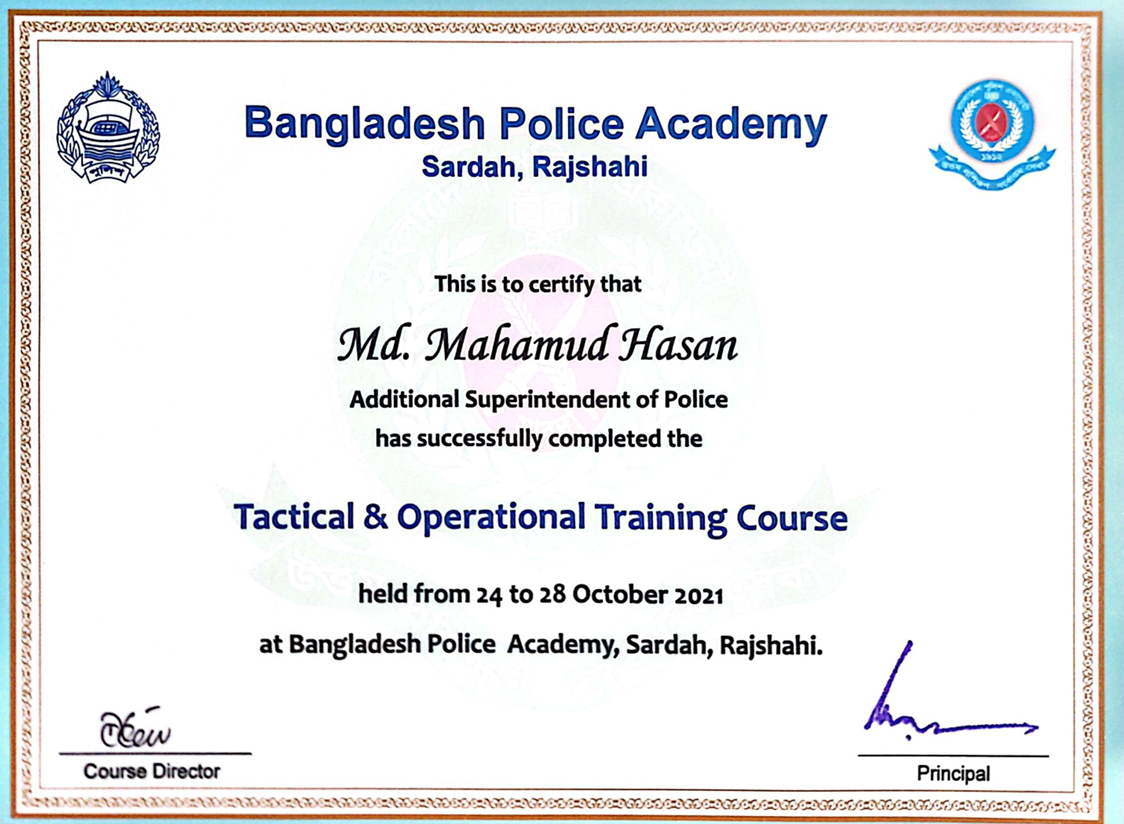 Bangladesh Police Academy
Sardah, Rajshahi
পুলিশ
১৯১২
This is to certify that
Md. Mahamud Hasan
Additional Superintendent of Police
has successfully completed the
Tactical & Operational Training Course
held from 24 to 28 October 2021
at Bangladesh Police Academy, Sardah, Rajshahi.
Course Director
Principal